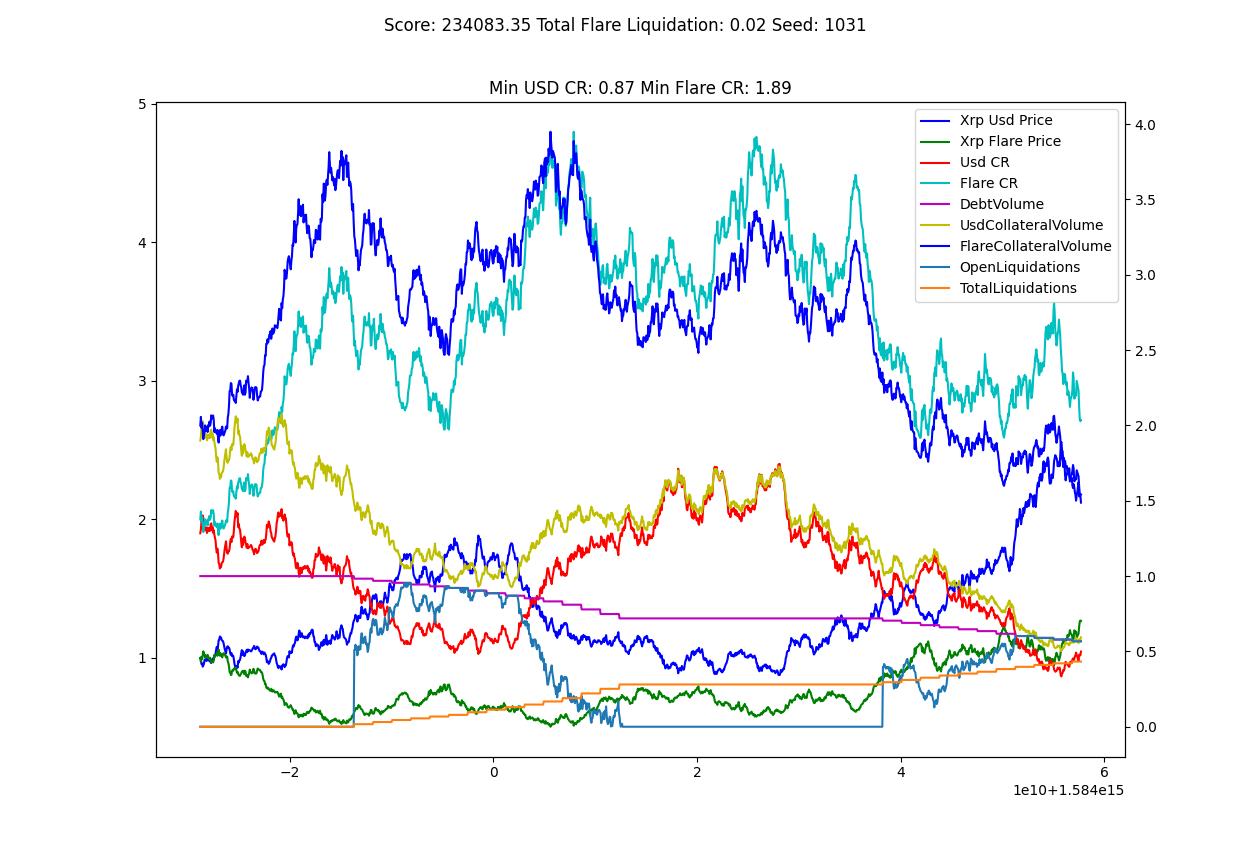 Score: 234083.35 Total Flare Liquidation: 0.02 Seed: 1031
Min USD CR: 0.87 Min Flare CR: 1.89
5
4
3
2
1
4.0
3.5
3.0
2.5
2.0
1.5
1.0
0.5
0.0
Xrp Usd Price
Xrp Flare Price
Usd CR
Flare CR
DebtVolume
UsdCollateralVolume
FlareCollateralVolume
OpenLiquidations
TotalLiquidations
−2 0 2 4 6
1e10+1.584e15